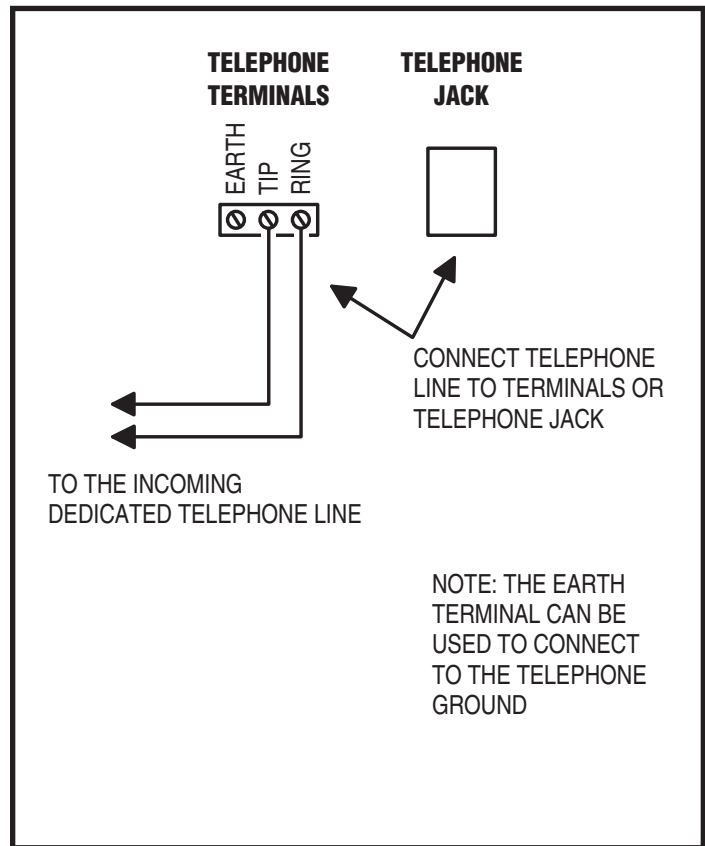 TELEPHONE
TERMINALS
TELEPHONE
JACK
EARTH
TIP
RING
CONNECT TELEPHONE
LINE TO TERMINALS OR
TELEPHONE JACK
TO THE INCOMING
DEDICATED TELEPHONE LINE
NOTE: THE EARTH
TERMINAL CAN BE
USED TO CONNECT
TO THE TELEPHONE
GROUND